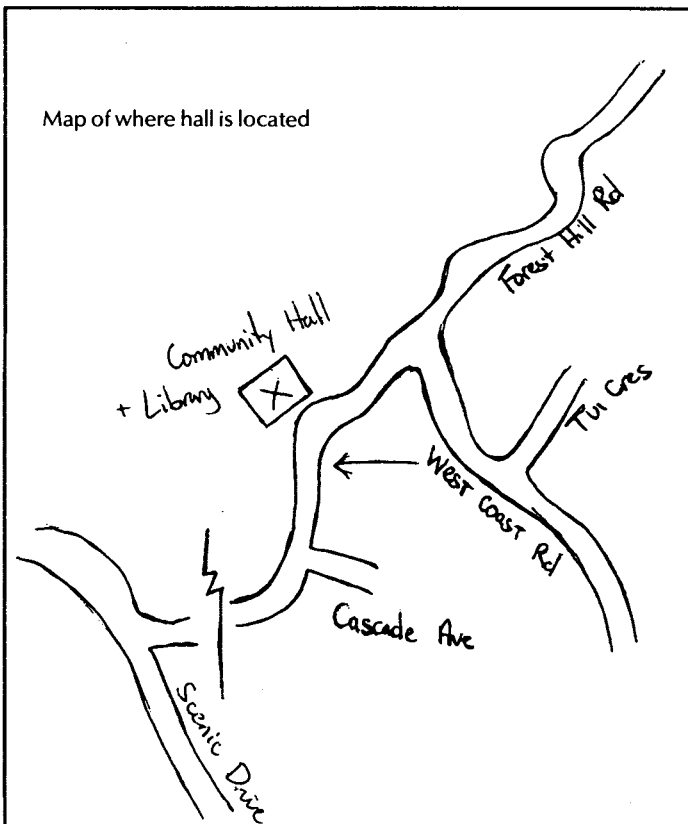 Map of where hall is located
Forest Hill Rd
Community Hall
+ Library
X
Tui Cres
West Coast Rd
Cascade Ave
Scenic Drive